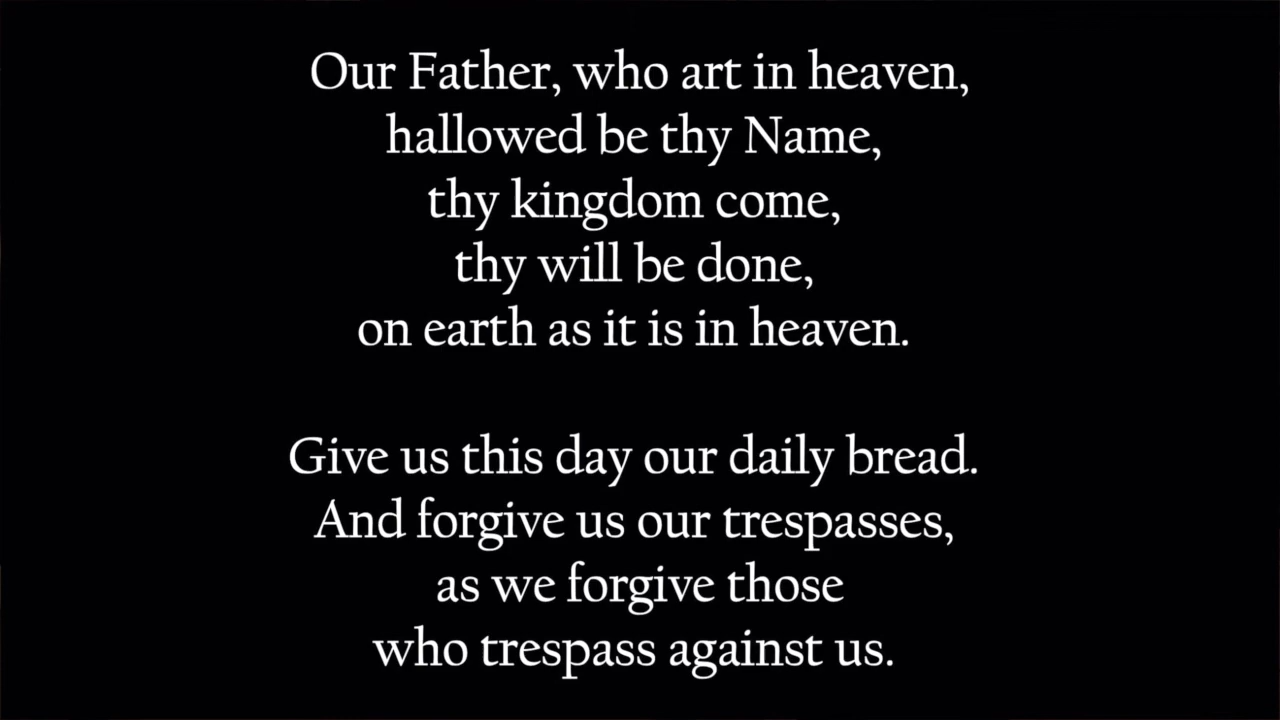 Our Father, who art in heaven,
hallowed be thy Name,
thy kingdom come,
thy will be done,
on earth as it is in heaven.
Give us this day our daily bread.
And forgive us our trespasses,
as we forgive those
who trespass against us.